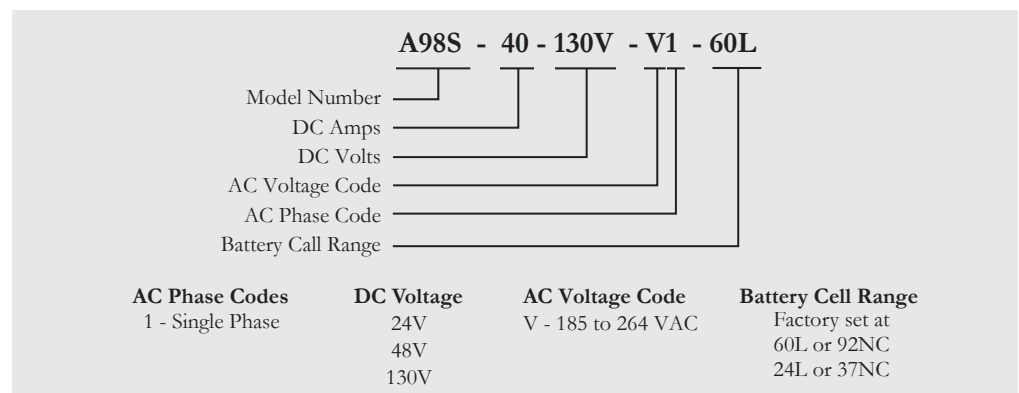 A98S - 40 - 130V - V1 - 60L
Model Number
DC Amps
DC Volts
AC Voltage Code
AC Phase Code
Battery Call Range
AC Phase Codes
1 - Single Phase
DC Voltage
24V
48V
130V
AC Voltage Code
V - 185 to 264 VAC
Battery Cell Range
Factory set at
60L or 92NC
24L or 37NC